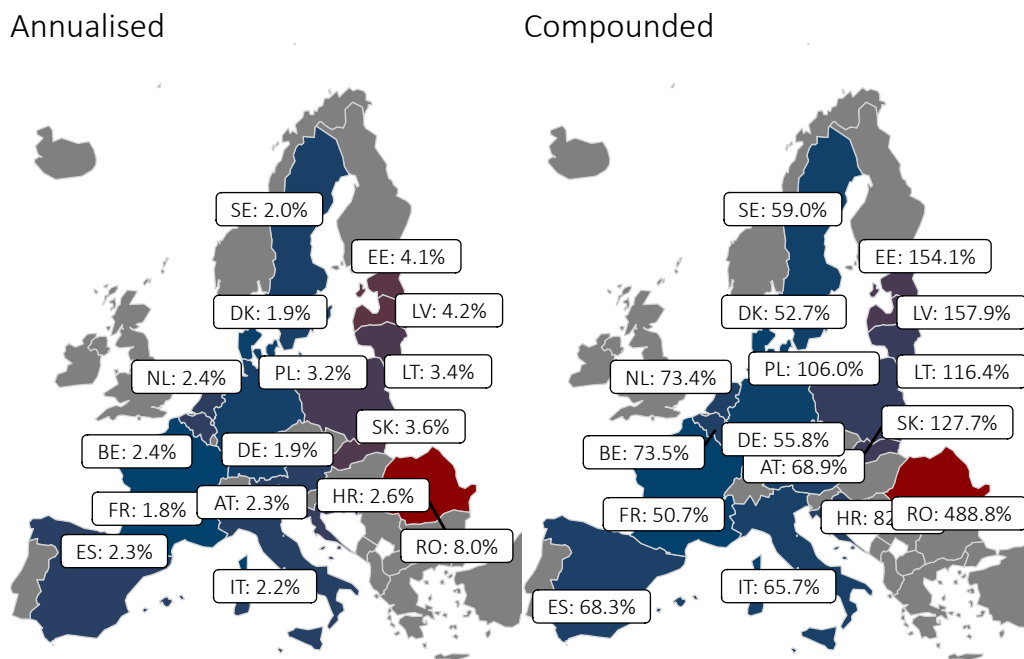 Annualised
SE: 2.0%
EE: 4.1%
DK: 1.9%
LV: 4.2%
NL: 2.4%
PL: 3.2%
LT: 3.4%
SK: 3.6%
BE: 2.4%
DE: 1.9%
FR: 1.8%
AT: 2.3%
HR: 2.6%
RO: 8.0%
ES: 2.3%
IT: 2.2%
Compounded
SE: 59.0%
EE: 154.1%
DK: 52.7%
LV: 157.9%
NL: 73.4%
PL: 106.0%
LT: 116.4%
SK: 127.7%
BE: 73.5%
DE: 55.8%
AT: 68.9%
FR: 50.7%
HR:
RO: 488.8%
IT: 65.7%
ES: 68.3%